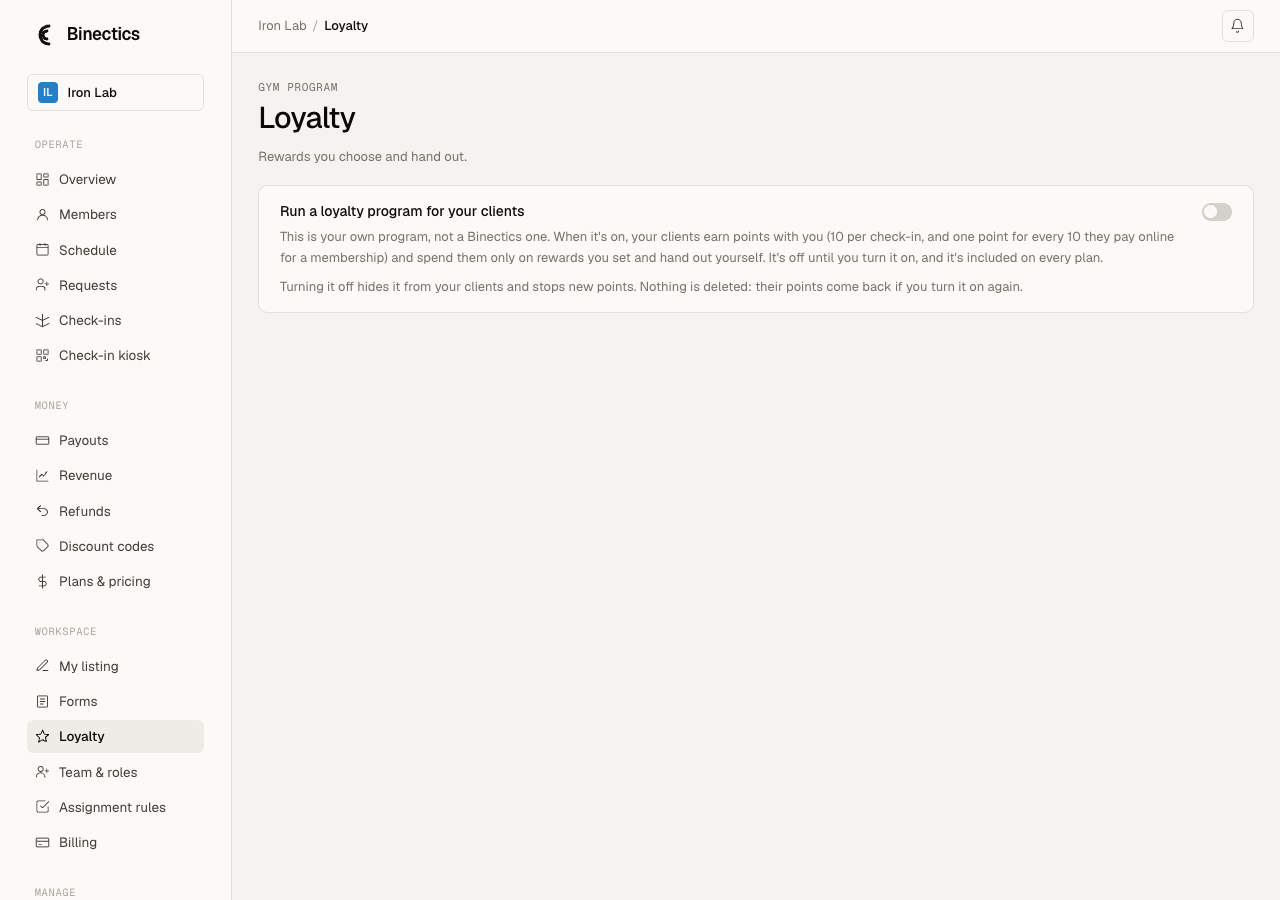 Binectics
Iron Lab / Loyalty
IL Iron Lab
OPERATE
Overview
Members
Schedule
Requests
Check-ins
Check-in kiosk
MONEY
Payouts
Revenue
Refunds
Discount codes
Plans & pricing
WORKSPACE
My listing
Forms
Loyalty
Team & roles
Assignment rules
Billing
MANAGE
GYM PROGRAM
Loyalty
Rewards you choose and hand out.
Run a loyalty program for your clients
This is your own program, not a Binectics one. When it's on, your clients earn points with you (10 per check-in, and one point for every 10 they pay online
for a membership) and spend them only on rewards you set and hand out yourself. It's off until you turn it on, and it's included on every plan.
Turning it off hides it from your clients and stops new points. Nothing is deleted: their points come back if you turn it on again.